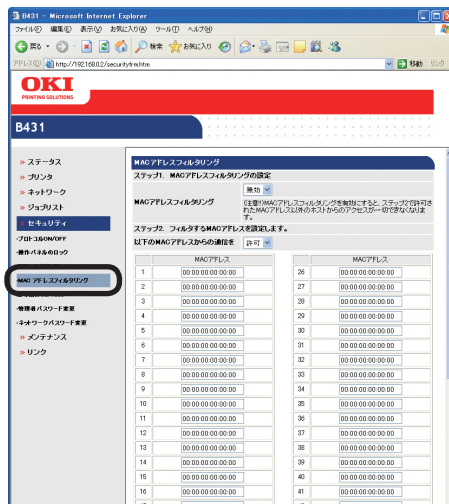 B431 - Microsoft Internet Explorer
ファイル(F) 編集(E) 表示(V) お気に入り(A) ツール(T) ヘルプ(H)
戻る 検索 お気に入り
アドレス(D) http://192.168.0.2/securityfrm.htm 移動 リンク
OKI
PRINTING SOLUTIONS
B431
» ステータス
» プリンタ
» ネットワーク
» ジョブリスト
» セキュリティ
-プロトコルON/OFF
-操作パネルのロック
-MAC アドレスフィルタリング
-管理者パスワード変更
-ネットワークパスワード変更
» メンテナンス
» リンク
MACアドレスフィルタリング
ステップ1. MACアドレスフィルタリングの設定
MACアドレスフィルタリング 無効
(注意!)MACアドレスフィルタリングを有効にすると、ステップ2で許可さ
れたMACアドレス以外のホストからのアクセスが一切できなくなりま
す。
ステップ2. フィルタするMACアドレスを設定します。
以下のMACアドレスからの通信を 許可
MACアドレス MACアドレス
1 00:00:00:00:00:00 26 00:00:00:00:00:00
2 00:00:00:00:00:00 27 00:00:00:00:00:00
3 00:00:00:00:00:00 28 00:00:00:00:00:00
4 00:00:00:00:00:00 29 00:00:00:00:00:00
5 00:00:00:00:00:00 30 00:00:00:00:00:00
6 00:00:00:00:00:00 31 00:00:00:00:00:00
7 00:00:00:00:00:00 32 00:00:00:00:00:00
8 00:00:00:00:00:00 33 00:00:00:00:00:00
9 00:00:00:00:00:00 34 00:00:00:00:00:00
10 00:00:00:00:00:00 35 00:00:00:00:00:00
11 00:00:00:00:00:00 36 00:00:00:00:00:00
12 00:00:00:00:00:00 37 00:00:00:00:00:00
13 00:00:00:00:00:00 38 00:00:00:00:00:00
14 00:00:00:00:00:00 39 00:00:00:00:00:00
15 00:00:00:00:00:00 40 00:00:00:00:00:00
16 00:00:00:00:00:00 41 00:00:00:00:00:00